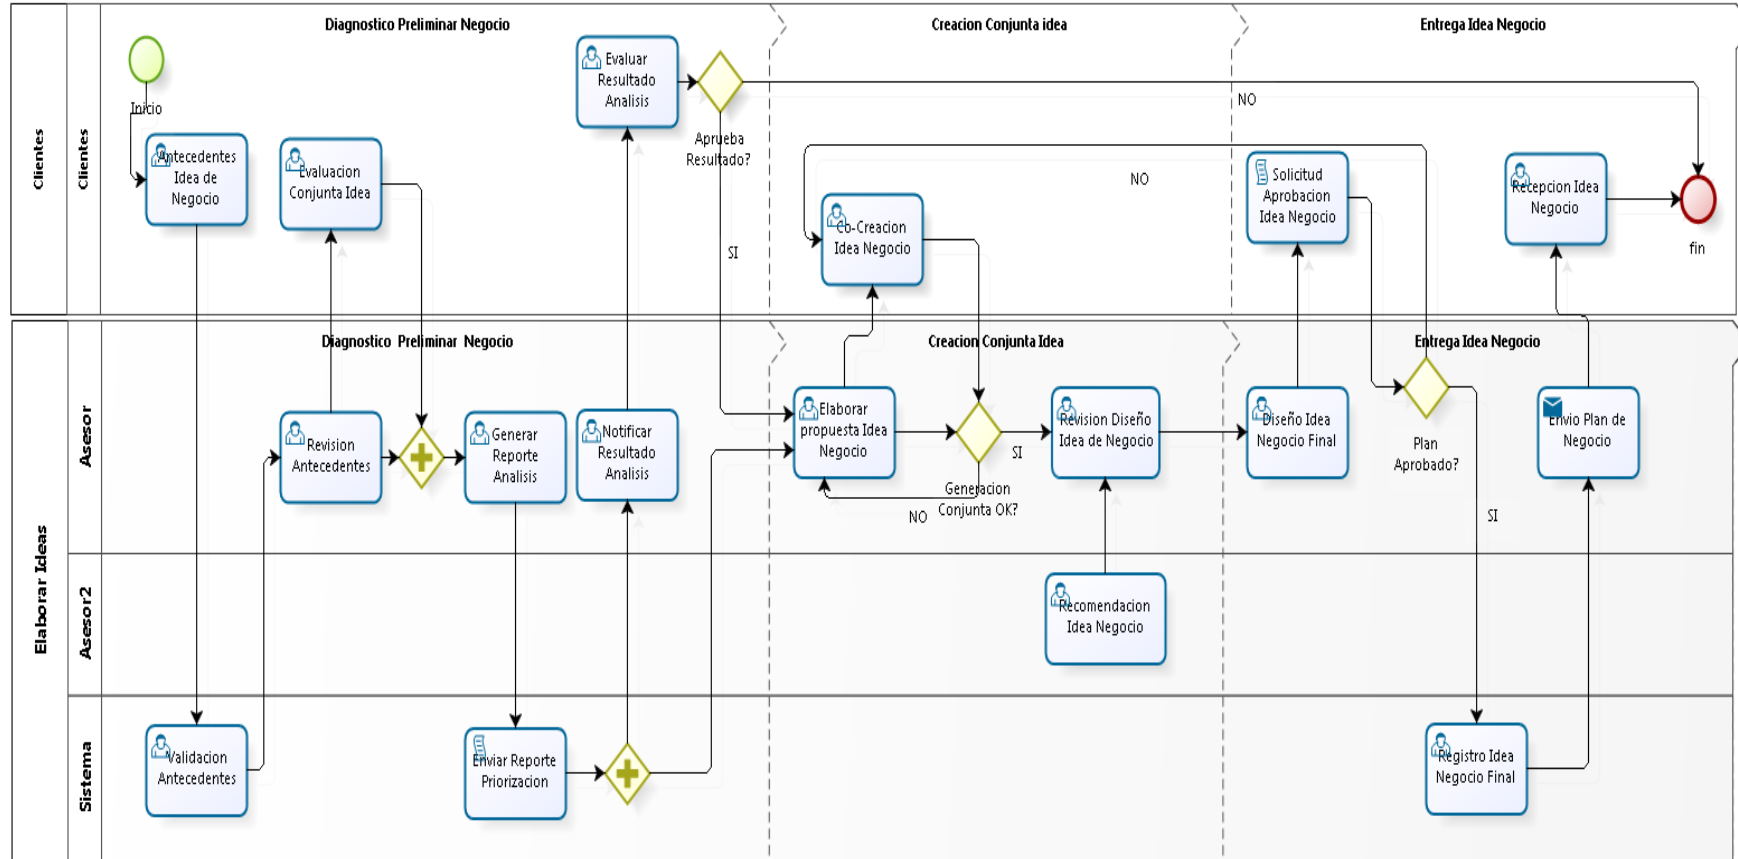 Diagnostico Preliminar Negocio
Creacion Conjunta idea
Entrega Idea Negocio
Clientes
Clientes
Inicio
Antecedentes
Idea de
Negocio
Evaluacion
Conjunta Idea
Evaluar
Resultado
Analisis
Aprueba
Resultado?
NO
SI
NO
Co-Creacion
Idea Negocio
Solicitud
Aprobacion
Idea Negocio
Recepcion Idea
Negocio
fin
Elaborar Ideas
Diagnostico Preliminar Negocio
Creacion Conjunta Idea
Entrega Idea Negocio
Asesor
Revision
Antecedentes
Generar
Reporte
Analisis
Notificar
Resultado
Analisis
Elaborar
propuesta Idea
Negocio
SI
Generacion
Conjunta OK?
NO
Revision Diseño
Idea de Negocio
Diseño Idea
Negocio Final
Plan
Aprobado?
SI
Envio Plan de
Negocio
Asesor2
Recomendacion
Idea Negocio
Sistema
Validacion
Antecedentes
Enviar Reporte
Priorizacion
Registro Idea
Negocio Final